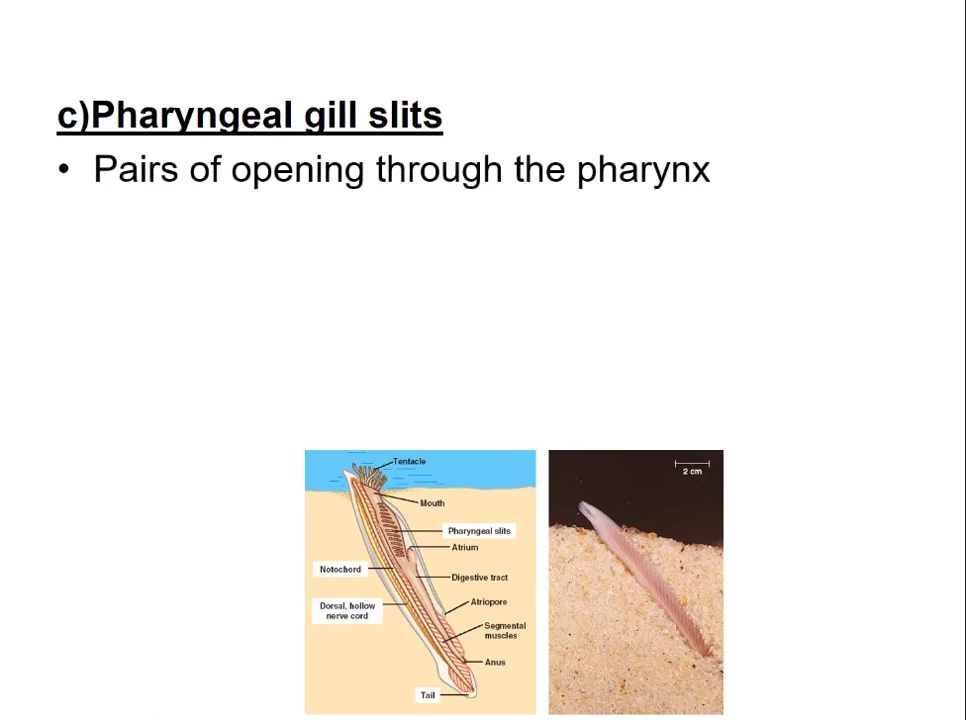 c)Pharyngeal gill slits
• Pairs of opening through the pharynx
Tentacle
Mouth
Pharyngeal slits
Atrium
Notochord
Digestive tract
Atriopore
Dorsal, hollow
nerve cord
Segmental
muscles
Anus
Tail
2 cm